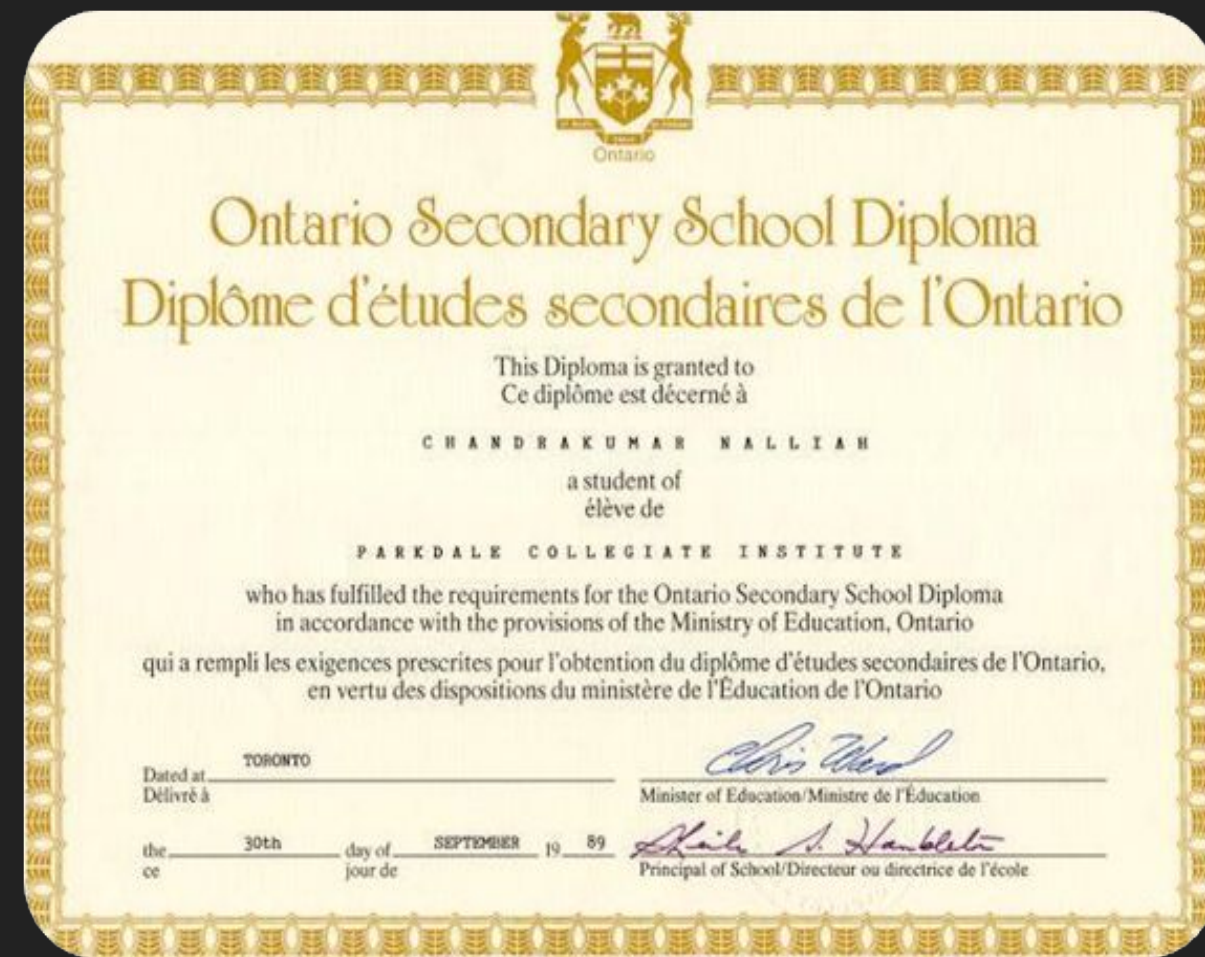 Ontario
Ontario Secondary School Diploma
Diplôme d'études secondaires de l'Ontario
This Diploma is granted to
Ce diplôme est décerné à
CHANDRAKUMAR NALLIAH
a student of
élève de
PARKDALE COLLEGIATE INSTITUTE
who has fulfilled the requirements for the Ontario Secondary School Diploma
in accordance with the provisions of the Ministry of Education, Ontario
qui a rempli les exigences prescrites pour l'obtention du diplôme d'études secondaires de l'Ontario,
en vertu des dispositions du ministère de l'Éducation de l'Ontario
Dated at TORONTO
Délivré à
Chris Ward
Minister of Education/Ministre de l'Éducation
the 30th day of SEPTEMBER 19 89
ce jour de
Sheila S. Hambleton
Principal of School/Directeur ou directrice de l'école